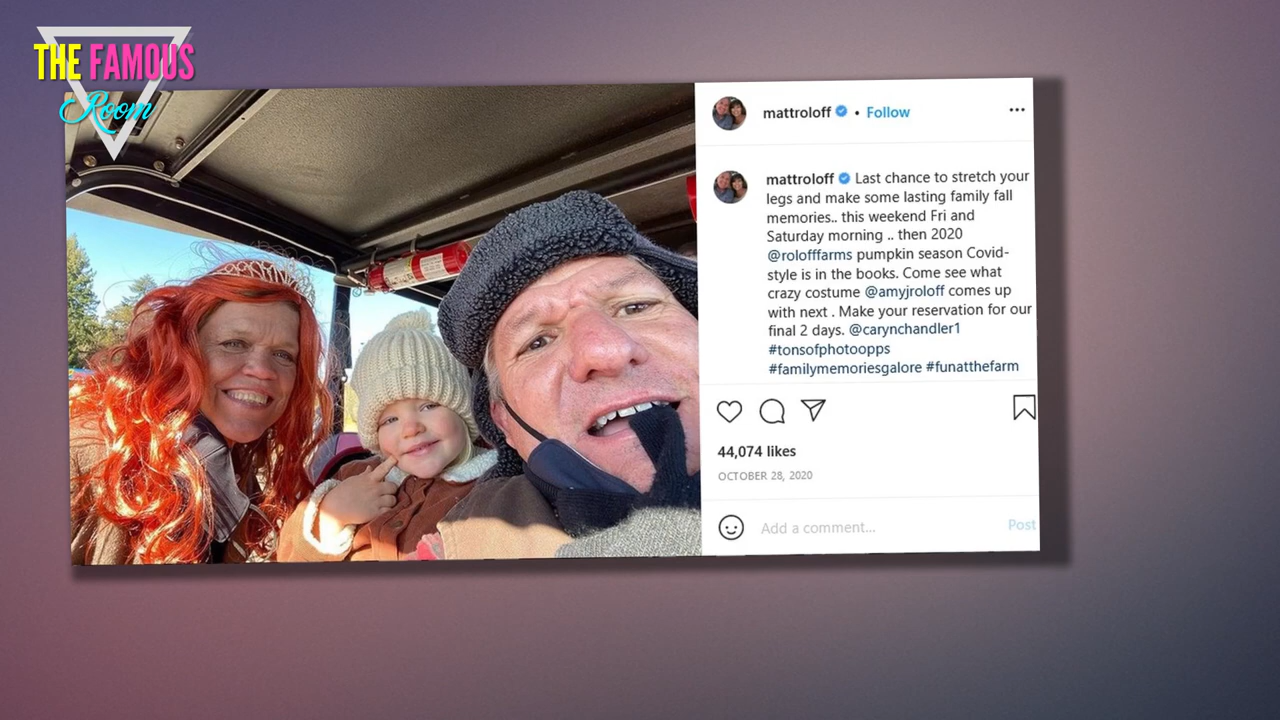 THE FAMOUS
Room
mattroloff • Follow
mattroloff Last chance to stretch your
legs and make some lasting family fall
memories.. this weekend Fri and
Saturday morning .. then 2020
@rolofffarms pumpkin season Covid-
style is in the books. Come see what
crazy costume @amyjroloff comes up
with next . Make your reservation for our
final 2 days. @carynchandler1
#tonsofphotoopps
#familymemoriesgalore #funatthefarm
44,074 likes
OCTOBER 28, 2020
Add a comment...
Post